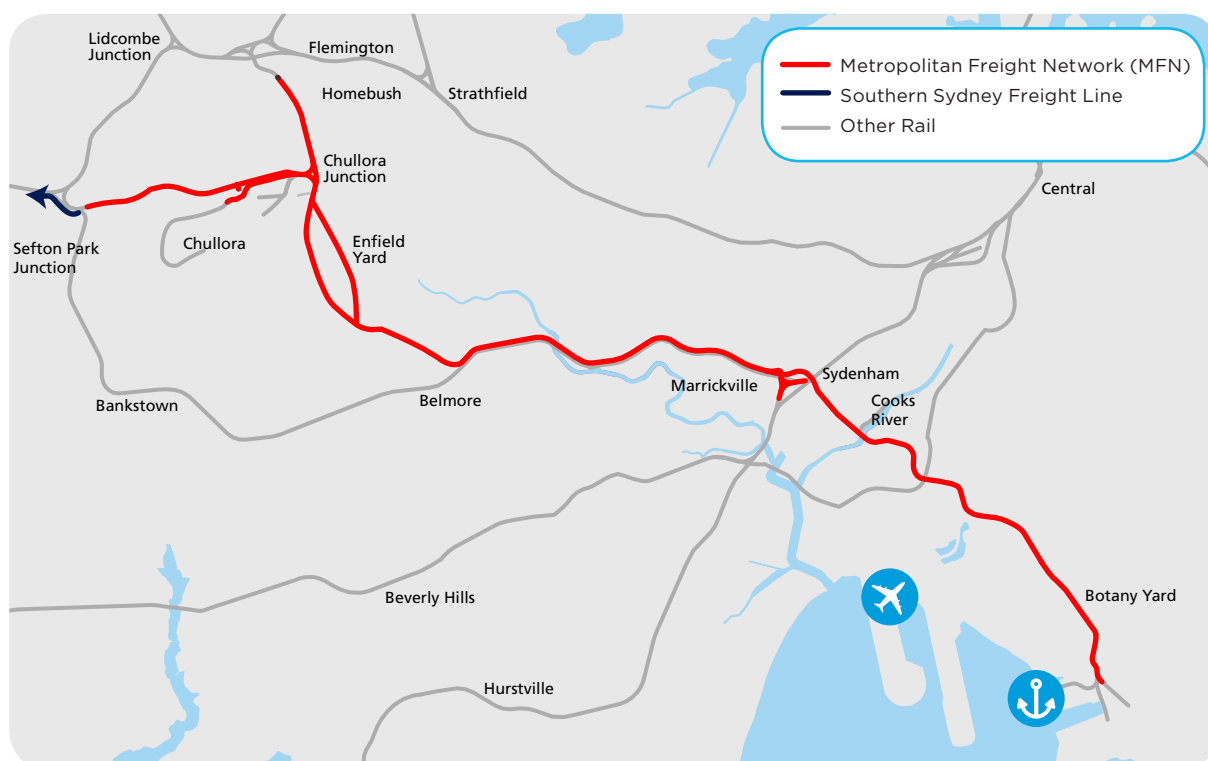 Lidcombe
Junction
Flemington
Homebush
Strathfield
Metropolitan Freight Network (MFN)
Southern Sydney Freight Line
Other Rail
Chullora
Junction
Central
Sefton Park
Junction
Chullora
Enfield
Yard
Bankstown
Belmore
Marrickville
Sydenham
Cooks
River
Beverly Hills
Botany Yard
Hurstville